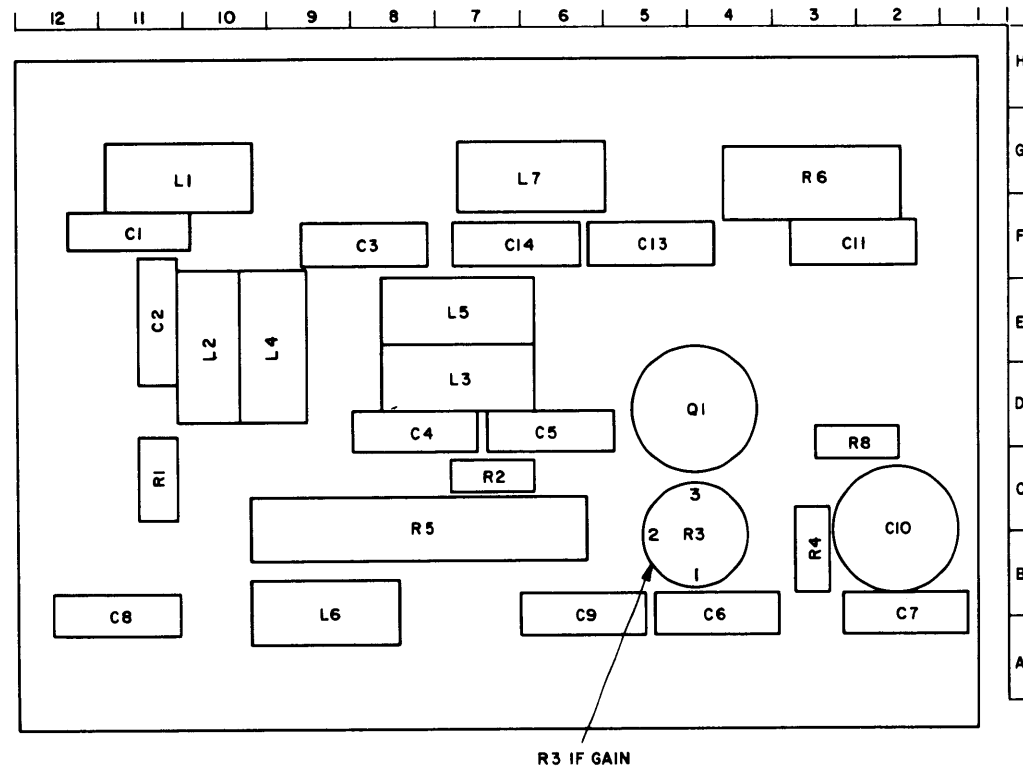 12 11 10 9 8 7 6 5 4 3 2 1
H
G
L1 L7 R6
F
C1 C3 C14 C13 C11
E
C2 L2 L4 L5
L3
D
Q1
C4 C5 R8
C
R1 R2
3
R5 2 R3 R4 C10
B
1
C8 L6 C9 C6 C7
A
R3 IF GAIN